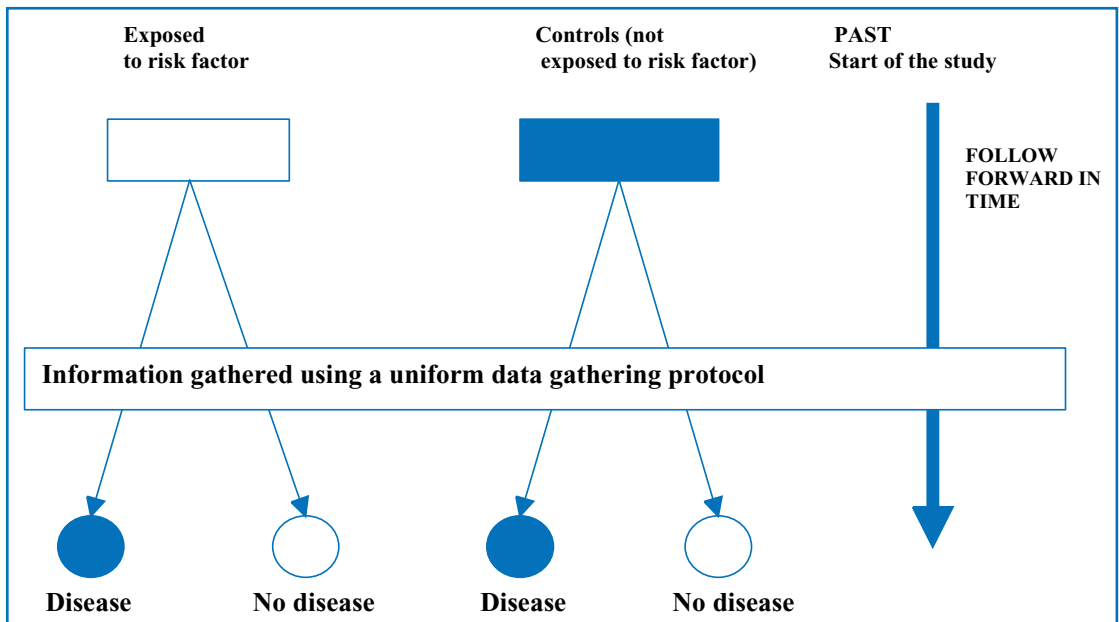 Exposed
to risk factor
Controls (not
exposed to risk factor)
PAST
Start of the study
FOLLOW
FORWARD IN
TIME
Information gathered using a uniform data gathering protocol
Disease
No disease
Disease
No disease